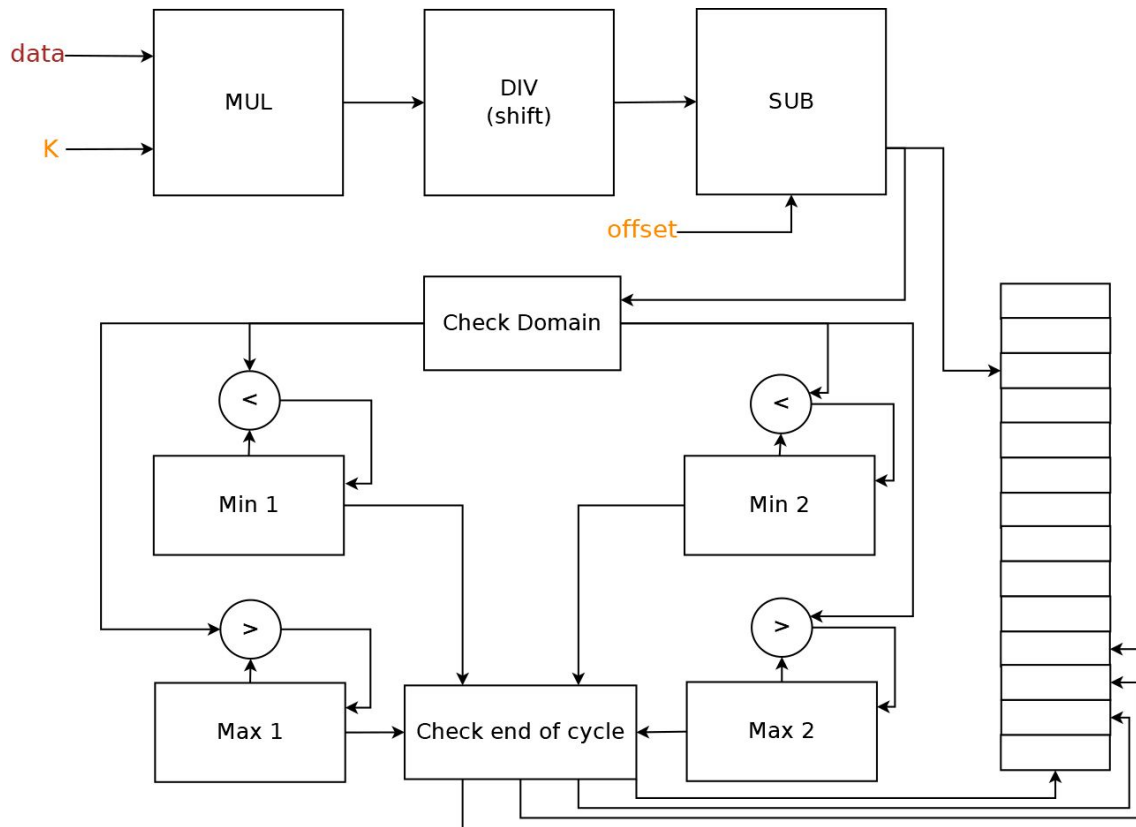 data
MUL
DIV
(shift)
SUB
K
offset
Check Domain
<
<
Min 1
Min 2
>
>
Max 1
Check end of cycle
Max 2